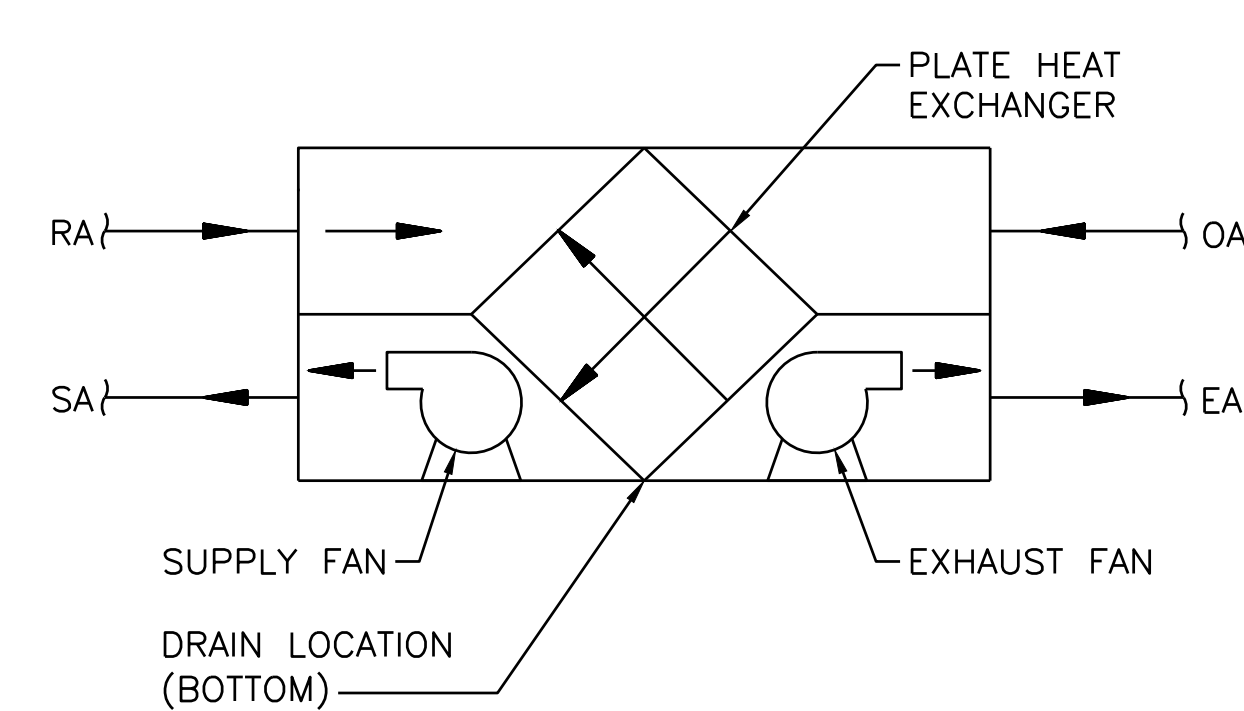 PLATE HEAT
EXCHANGER
RA
OA
SA
EA
SUPPLY FAN
EXHAUST FAN
DRAIN LOCATION
(BOTTOM)